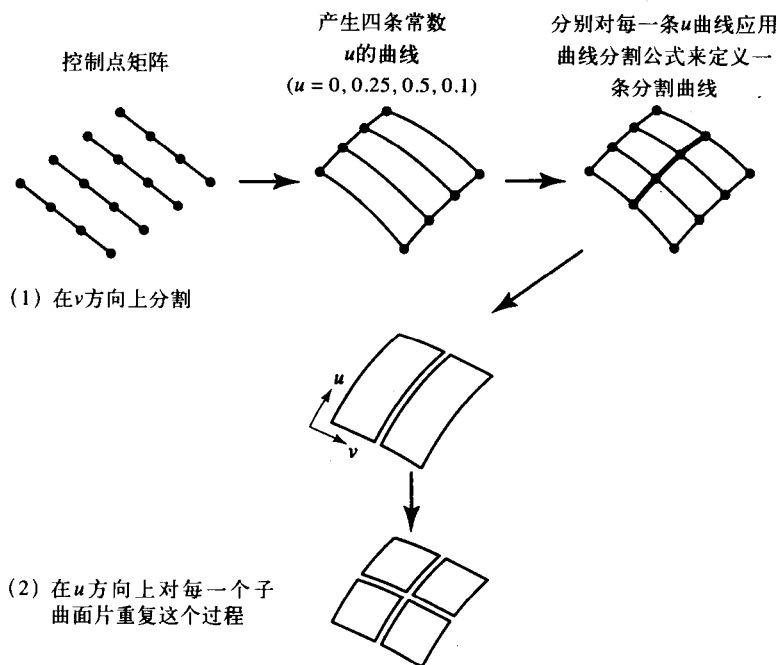 控制点矩阵
产生四条常数
u的曲线
(u = 0, 0.25, 0.5, 0.1)
分别对每一条u曲线应用
曲线分割公式来定义一
条分割曲线
(1) 在v方向上分割
u
v
(2) 在u方向上对每一个子
曲面片重复这个过程